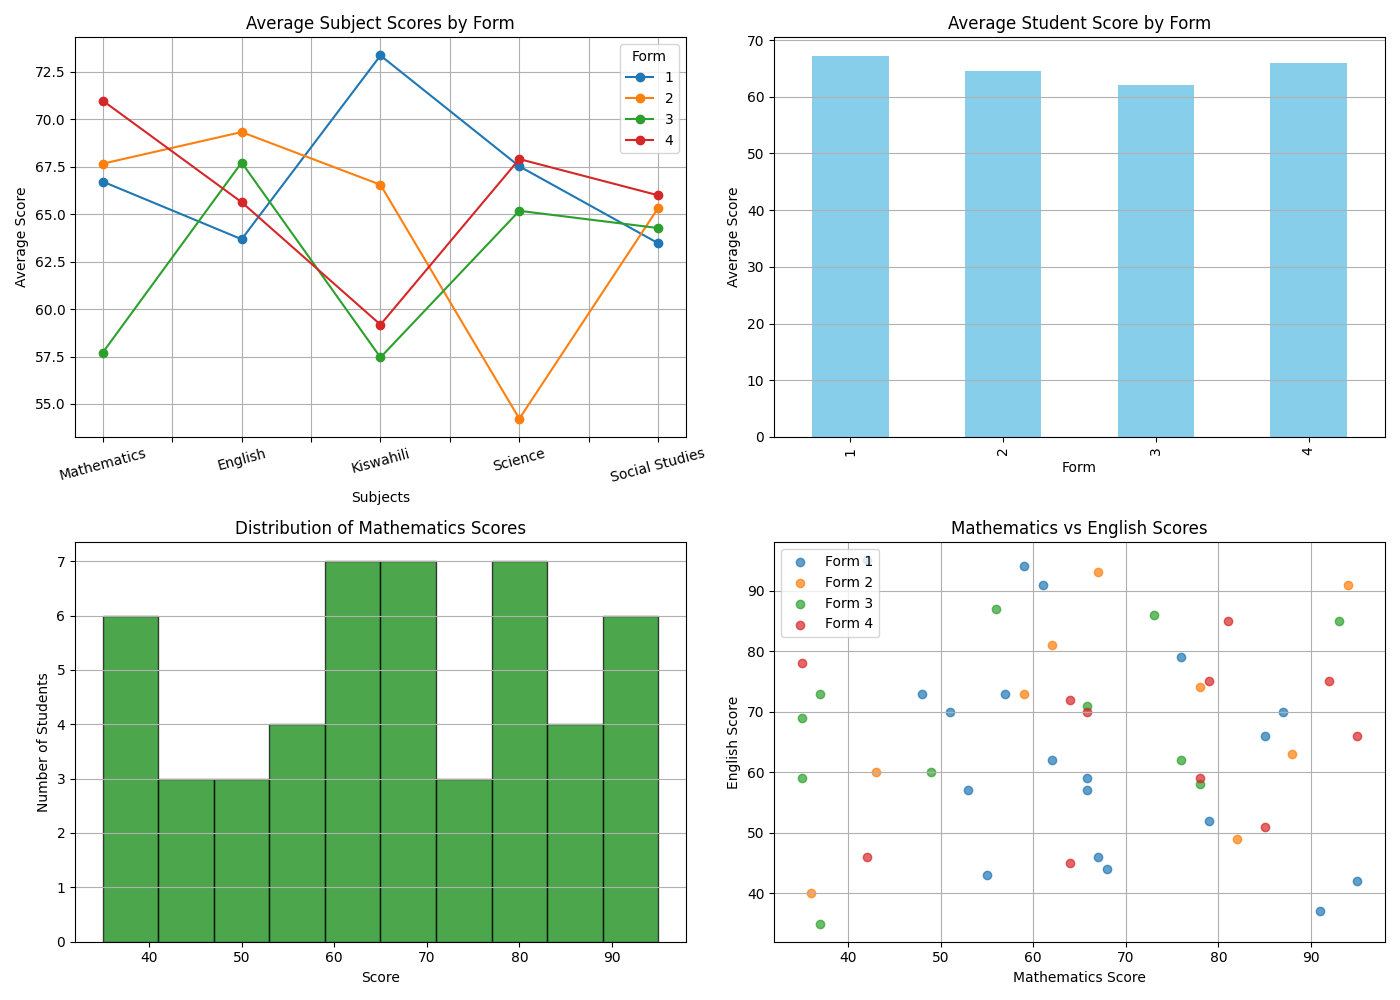 Average Subject Scores by Form
Average Score
72.5
70.0
67.5
65.0
62.5
60.0
57.5
55.0
Form
1
2
3
4
Mathematics
English
Kiswahili
Science
Social Studies
Subjects
Average Student Score by Form
Average Score
70
60
50
40
30
20
10
0
1
2
3
4
Form
Distribution of Mathematics Scores
Number of Students
7
6
5
4
3
2
1
0
40
50
60
70
80
90
Score
Mathematics vs English Scores
English Score
90
80
70
60
50
40
Form 1
Form 2
Form 3
Form 4
40
50
60
70
80
90
Mathematics Score